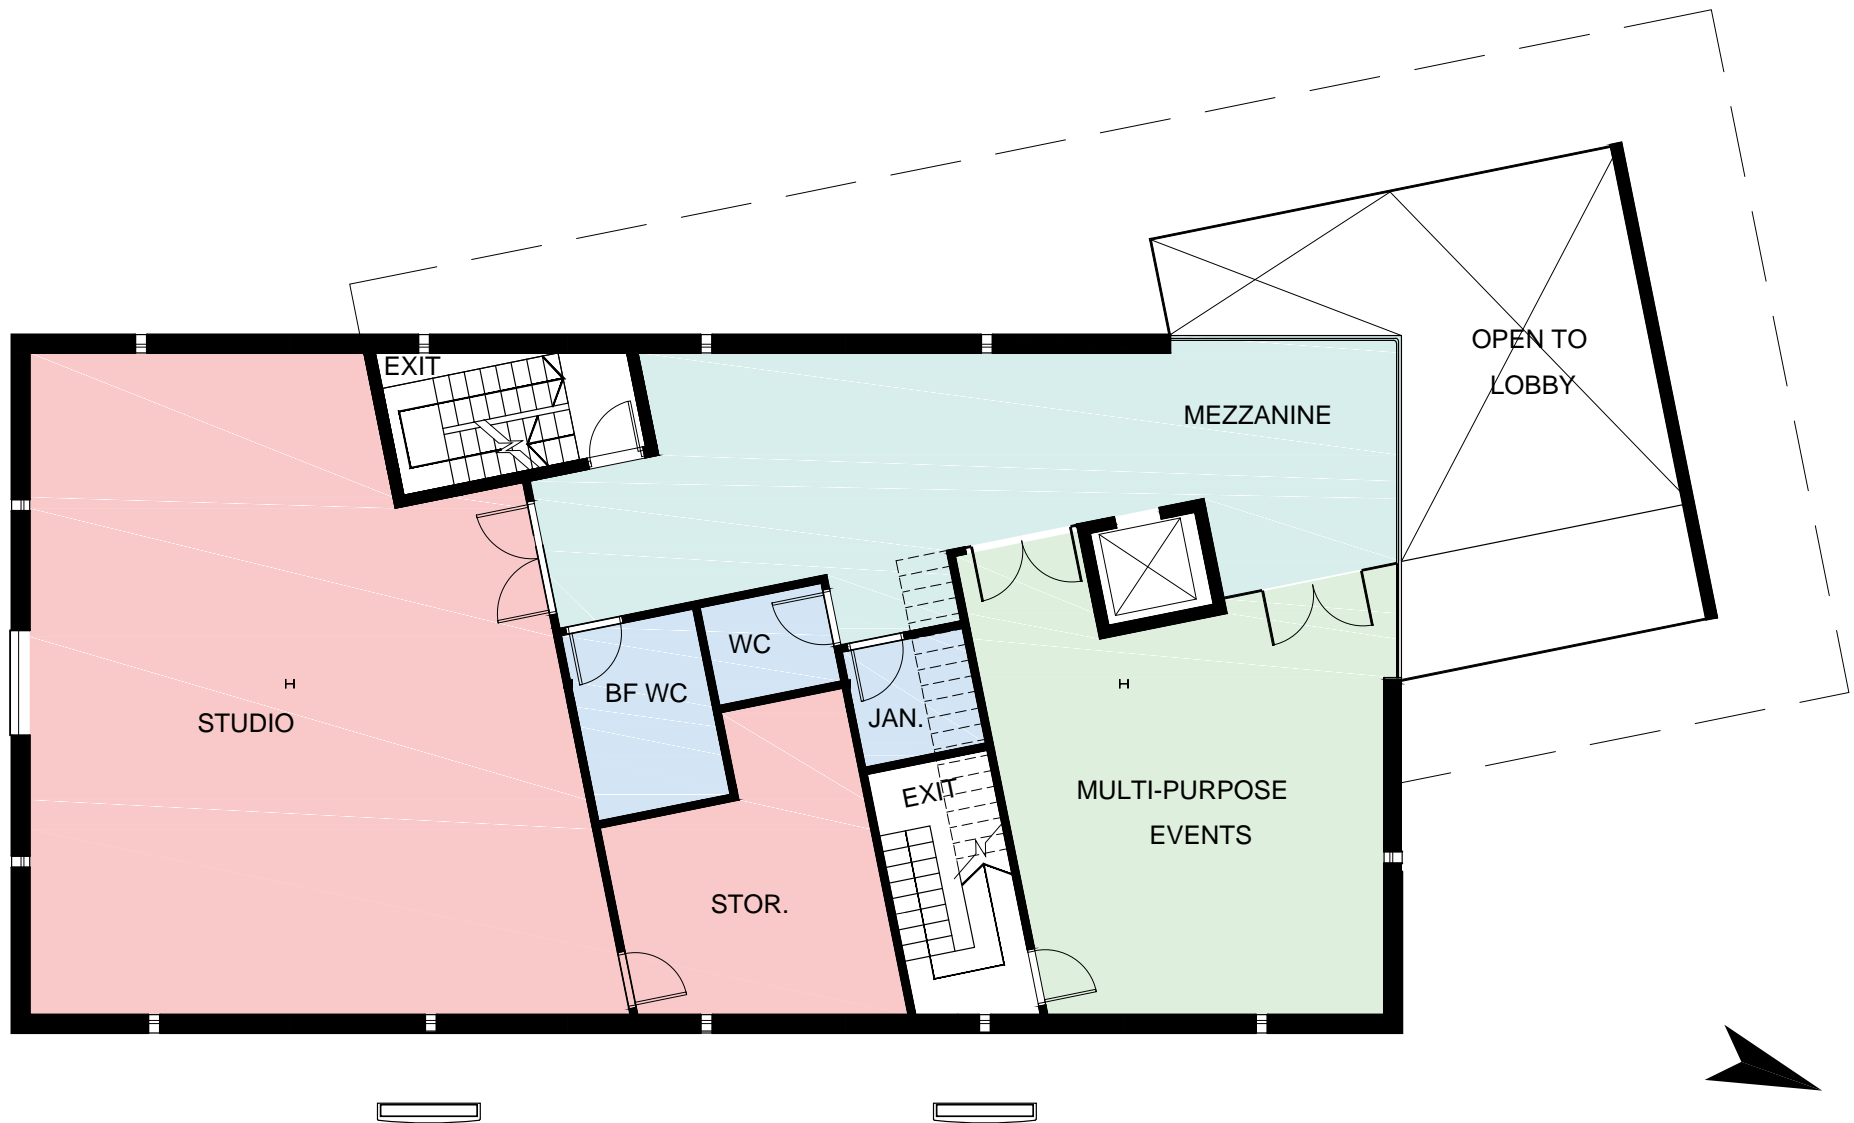 EXIT
OPEN TO
LOBBY
MEZZANINE
WC
BF WC
STUDIO
JAN.
EXIT
MULTI-PURPOSE
EVENTS
STOR.